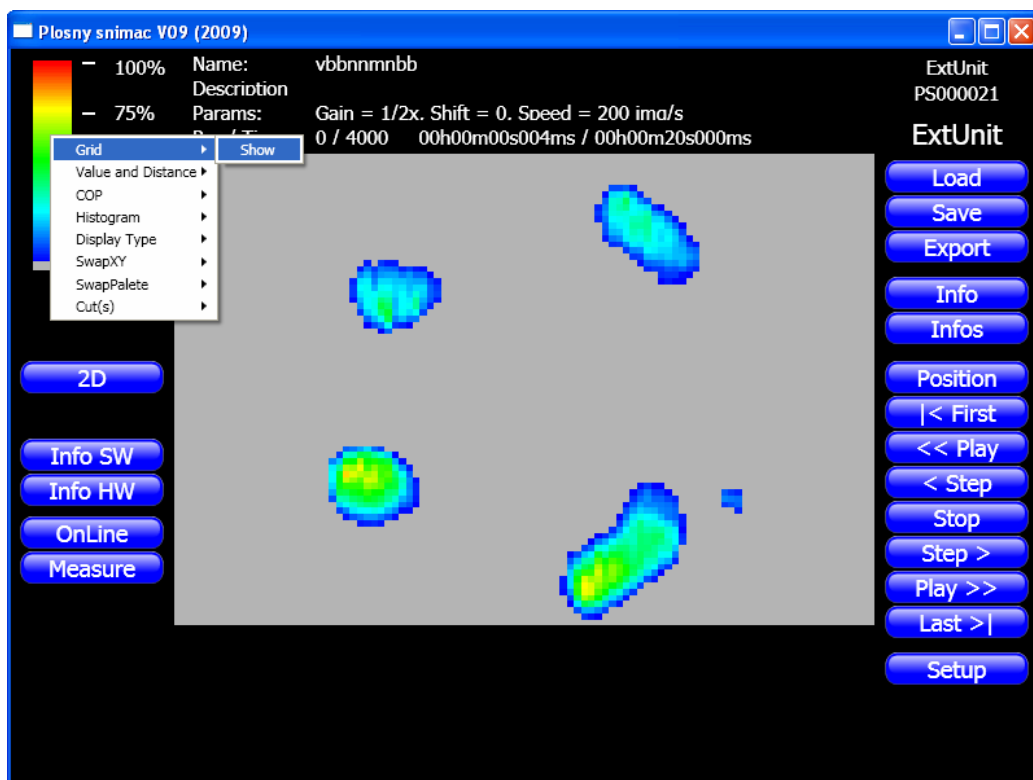 Plosny snimac V09 (2009)
100%
75%
Name: vbbnnmnbb
Description
Params: Gain = 1/2x, Shift = 0, Speed = 200 img/s
0 / 4000 00h00m00s004ms / 00h00m20s000ms
Grid
Show
Value and Distance
COP
Histogram
Display Type
SwapXY
SwapPalete
Cut(s)
2D
Info SW
Info HW
OnLine
Measure
ExtUnit
PS000021
ExtUnit
Load
Save
Export
Info
Infos
Position
|< First
<< Play
< Step
Stop
Step >
Play >>
Last >|
Setup